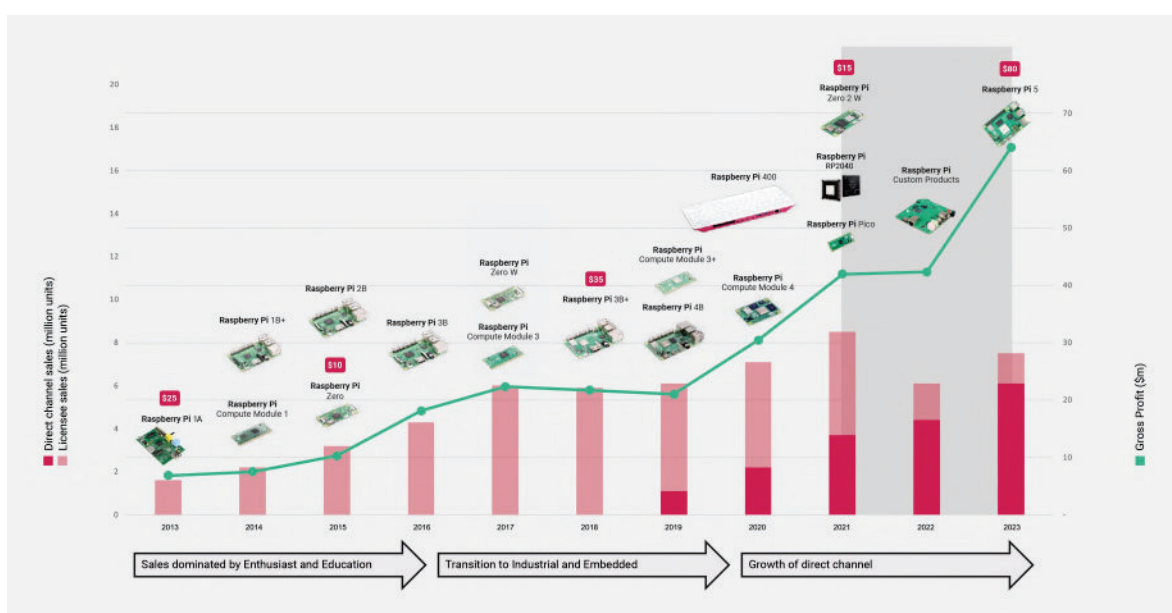 Direct channel sales (million units)
Licensee sales (million units)
20
18
16
14
12
10
8
6
4
2
0
$25
Raspberry Pi 1A
Raspberry Pi 1B+
Raspberry Pi
Compute Module 1
Raspberry Pi 2B
$10
Raspberry Pi
Zero
Raspberry Pi 3B
Raspberry Pi
Zero W
Raspberry Pi
Compute Module 3
$35
Raspberry Pi 3B+
Raspberry Pi
Compute Module 3+
Raspberry Pi 4B
Raspberry Pi 400
Raspberry Pi
Compute Module 4
$15
Raspberry Pi
Zero 2 W
Raspberry Pi
RP2040
Raspberry Pi Pico
Raspberry Pi
Custom Products
$80
Raspberry Pi 5
70
60
50
40
30
20
10
-
Gross Profit ($m)
2013
2014
2015
2016
2017
2018
2019
2020
2021
2022
2023
Sales dominated by Enthusiast and Education
Transition to Industrial and Embedded
Growth of direct channel